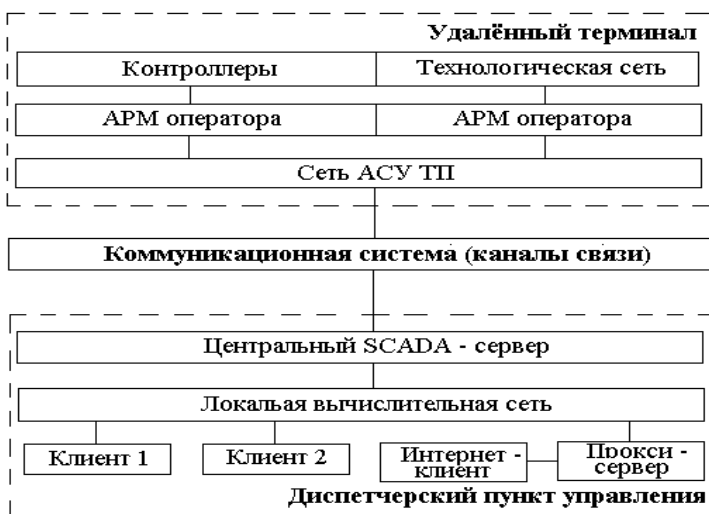 Удалённый терминал
Контроллеры
Технологическая сеть
АРМ оператора
АРМ оператора
Сеть АСУ ТП
Коммуникационная система (каналы связи)
Центральный SCADA - сервер
Локальая вычислительная сеть
Клиент 1
Клиент 2
Интернет -
клиент
Прокси -
сервер
Диспетчерский пункт управления